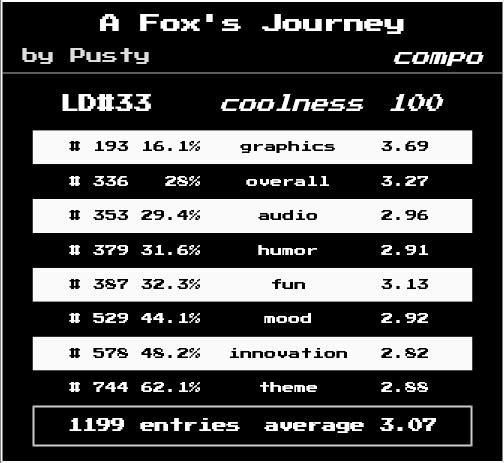 A Fox's Journey
by Pusty compo
LD#33 coolness 100
# 193 16.1% graphics 3.69
# 336 28% overall 3.27
# 353 29.4% audio 2.96
# 379 31.6% humor 2.91
# 387 32.3% fun 3.13
# 529 44.1% mood 2.92
# 578 48.2% innovation 2.82
# 744 62.1% theme 2.88
1199 entries average 3.07